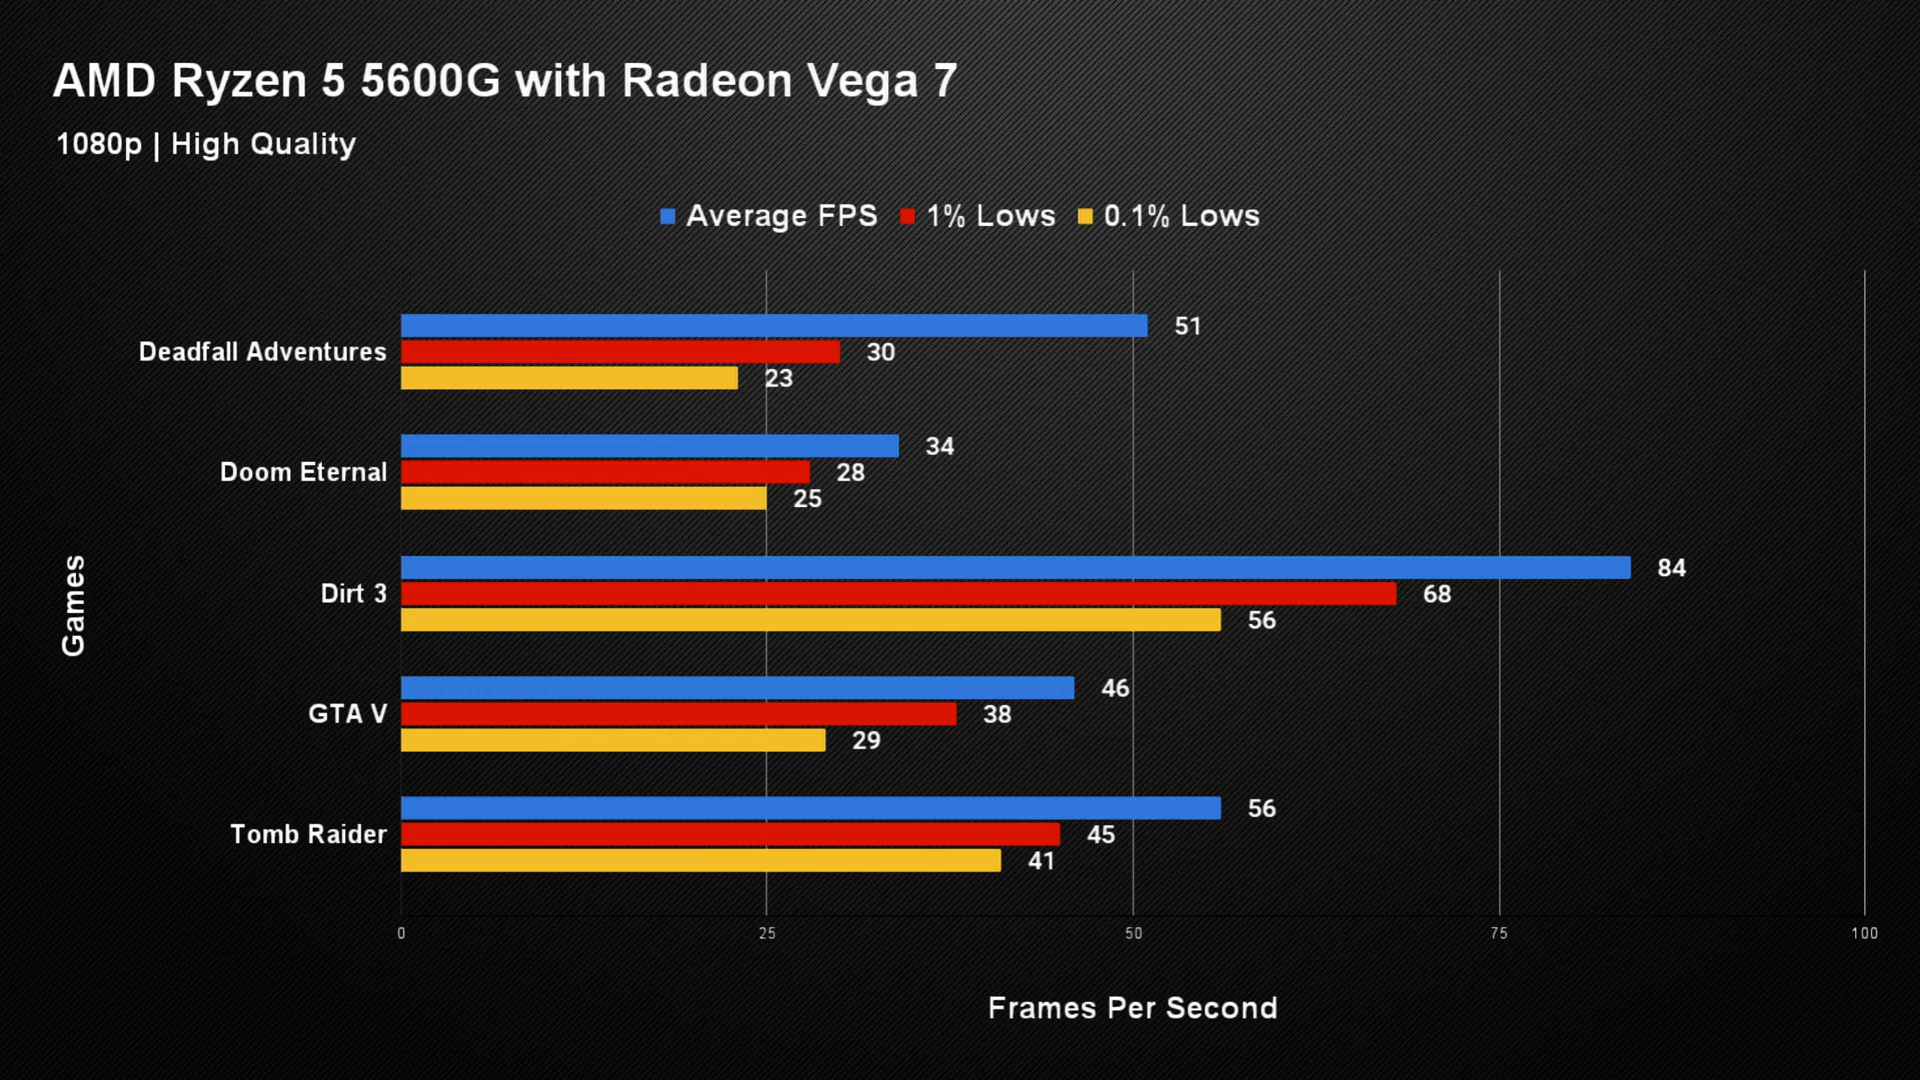 AMD Ryzen 5 5600G with Radeon Vega 7
1080p | High Quality
Average FPS 1% Lows 0.1% Lows
Games
Deadfall Adventures
51
30
23
Doom Eternal
34
28
25
Dirt 3
84
68
56
GTA V
46
38
29
Tomb Raider
56
45
41
0 25 50 75 100
Frames Per Second